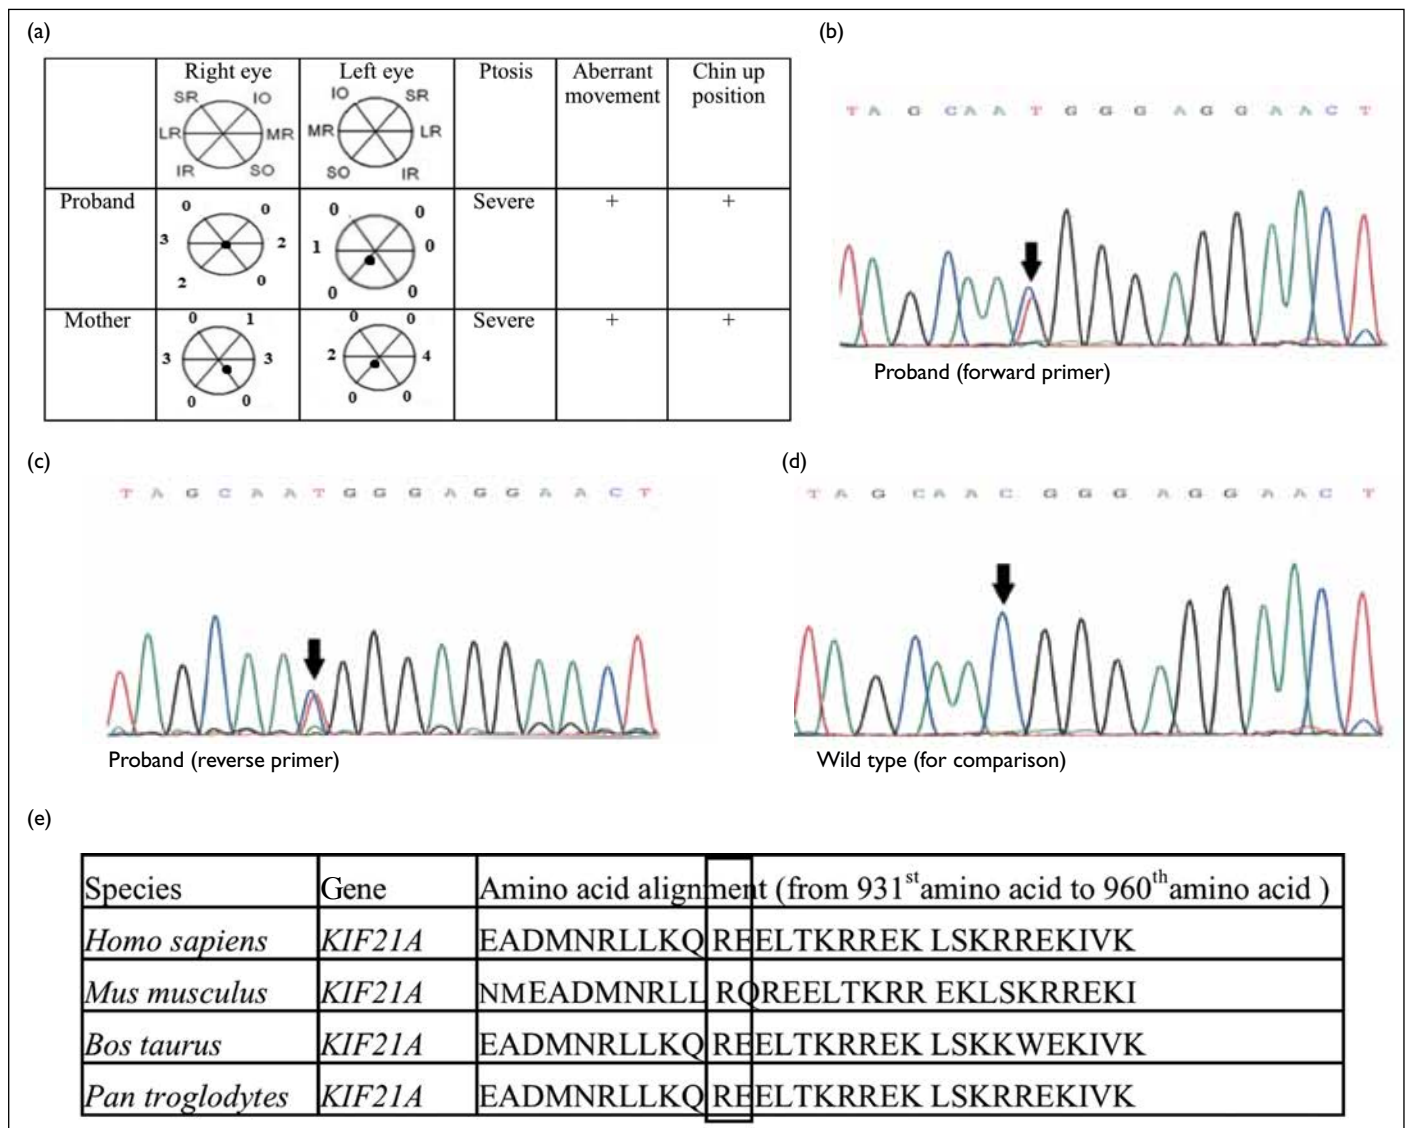 (a)
Right eye Left eye Ptosis Aberrant movement Chin up position
SR IO LR MR IR SO
IO SR MR LR SO IR
Proband 0 0 3 2 2 0 0 0 1 0 0 0 Severe + +
Mother 0 1 3 3 0 0 0 0 2 4 0 0 Severe + +
(b)
T A G C A A T G G G A G G A A C T
Proband (forward primer)
(c)
T A G C A A T G G G A G G A A C T
Proband (reverse primer)
(d)
T A G C A A C G G G A G G A A C T
Wild type (for comparison)
(e)
Species Gene Amino acid alignment (from 931st amino acid to 960th amino acid )
Homo sapiens KIF21A EADMNRLLKQ REELTKRREK LSKRREKIVK
Mus musculus KIF21A NMEADMNRLL RQREELTKRR EKLSKRREKI
Bos taurus KIF21A EADMNRLLKQ REELTKRREK LSKKWEKIVK
Pan troglodytes KIF21A EADMNRLLKQ REELTKRREK LSKRREKIVK